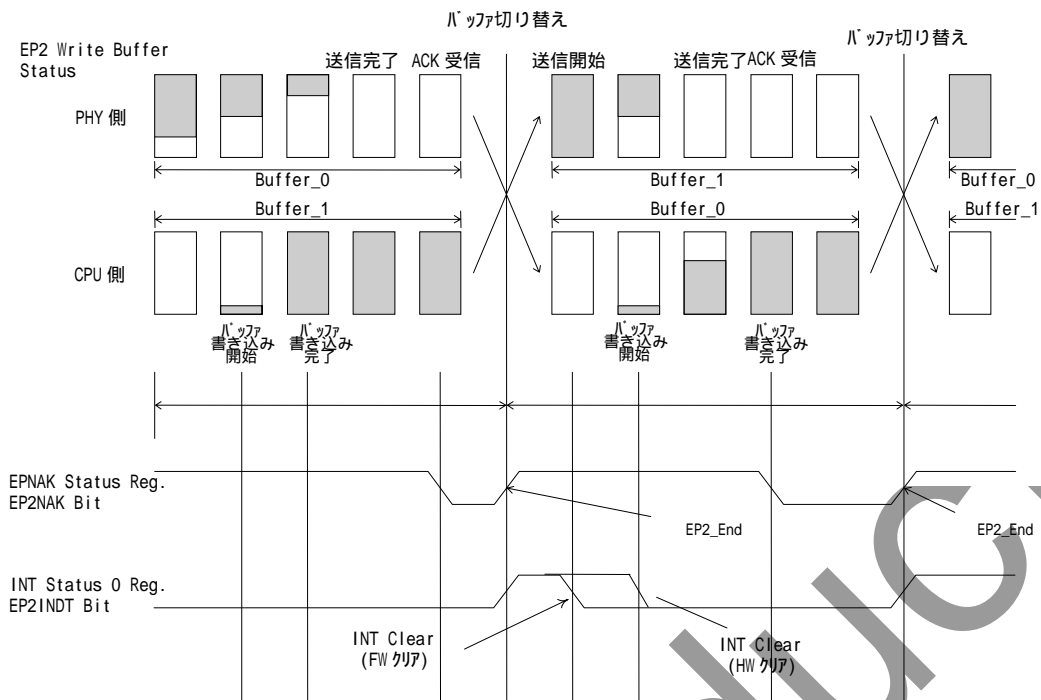 バッファ切り替え
バッファ切り替え
EP2 Write Buffer
Status
送信完了 ACK 受信 送信開始 送信完了 ACK 受信
PHY 側
Buffer_0 Buffer_1 Buffer_0
Buffer_1 Buffer_0 Buffer_1
CPU 側
バッファ
書き込み
開始
バッファ
書き込み
完了
バッファ
書き込み
開始
バッファ
書き込み
完了
EPNAK Status Reg.
EP2NAK Bit
EP2_End EP2_End
INT Status 0 Reg.
EP2INDT Bit
INT Clear
(FW クリア)
INT Clear
(HW クリア)